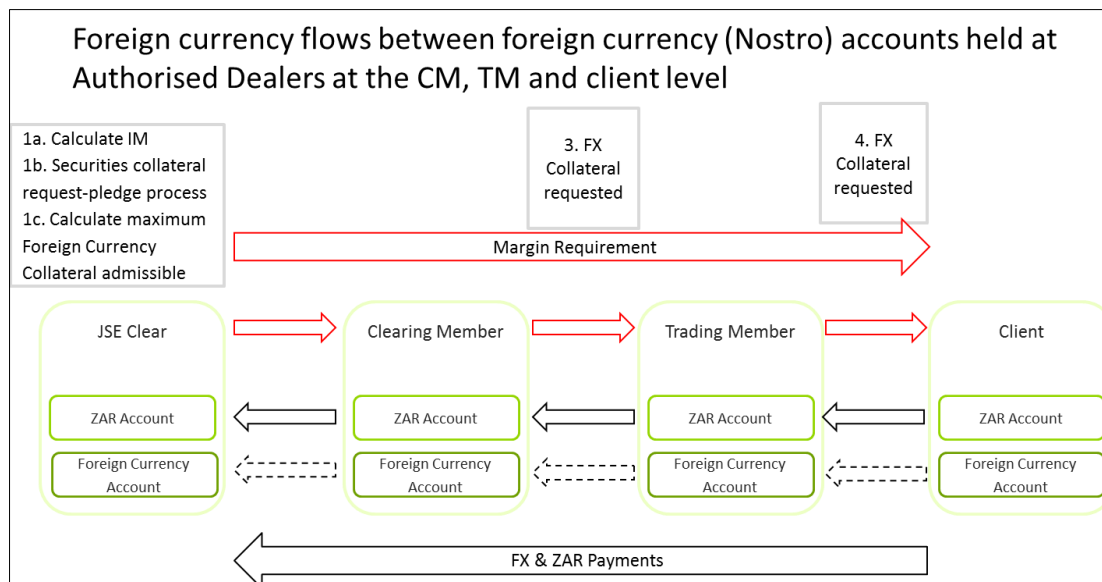 Foreign currency flows between foreign currency (Nostro) accounts held at
Authorised Dealers at the CM, TM and client level
1a. Calculate IM
1b. Securities collateral
request-pledge process
1c. Calculate maximum
Foreign Currency
Collateral admissible
3. FX
Collateral
requested
4. FX
Collateral
requested
Margin Requirement
JSE Clear
Clearing Member
Trading Member
Client
ZAR Account
ZAR Account
ZAR Account
ZAR Account
Foreign Currency
Account
Foreign Currency
Account
Foreign Currency
Account
Foreign Currency
Account
FX & ZAR Payments